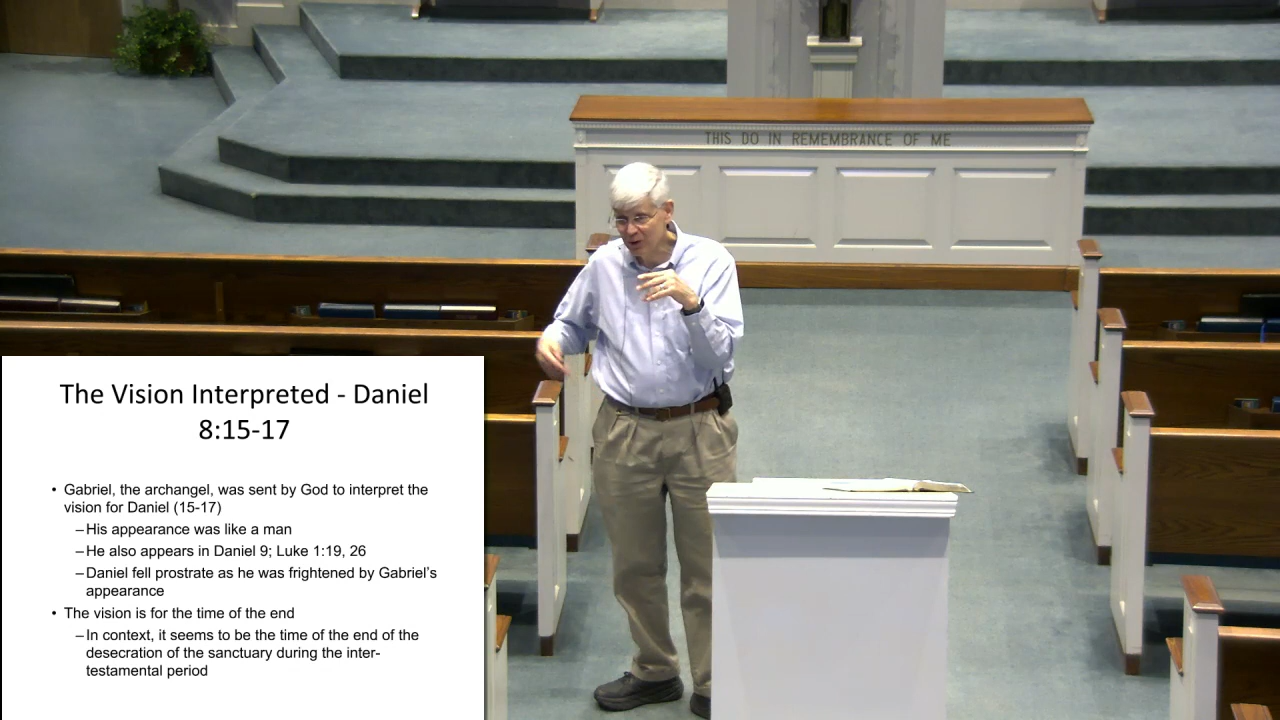 THIS DO IN REMEMBRANCE OF ME
The Vision Interpreted - Daniel
8:15-17
• Gabriel, the archangel, was sent by God to interpret the
vision for Daniel (15-17)
–His appearance was like a man
–He also appears in Daniel 9; Luke 1:19, 26
–Daniel fell prostrate as he was frightened by Gabriel's
appearance
• The vision is for the time of the end
–In context, it seems to be the time of the end of the
desecration of the sanctuary during the inter-
testamental period